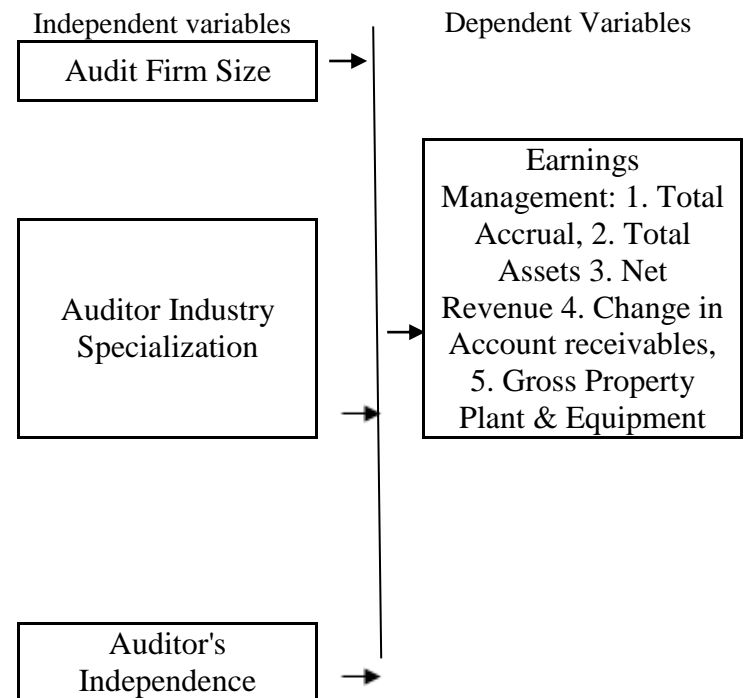 Independent variables
Dependent Variables
Audit Firm Size
Earnings
Management: 1. Total
Accrual, 2. Total
Assets 3. Net
Revenue 4. Change in
Account receivables,
5. Gross Property
Plant & Equipment
Auditor Industry
Specialization
Auditor's
Independence